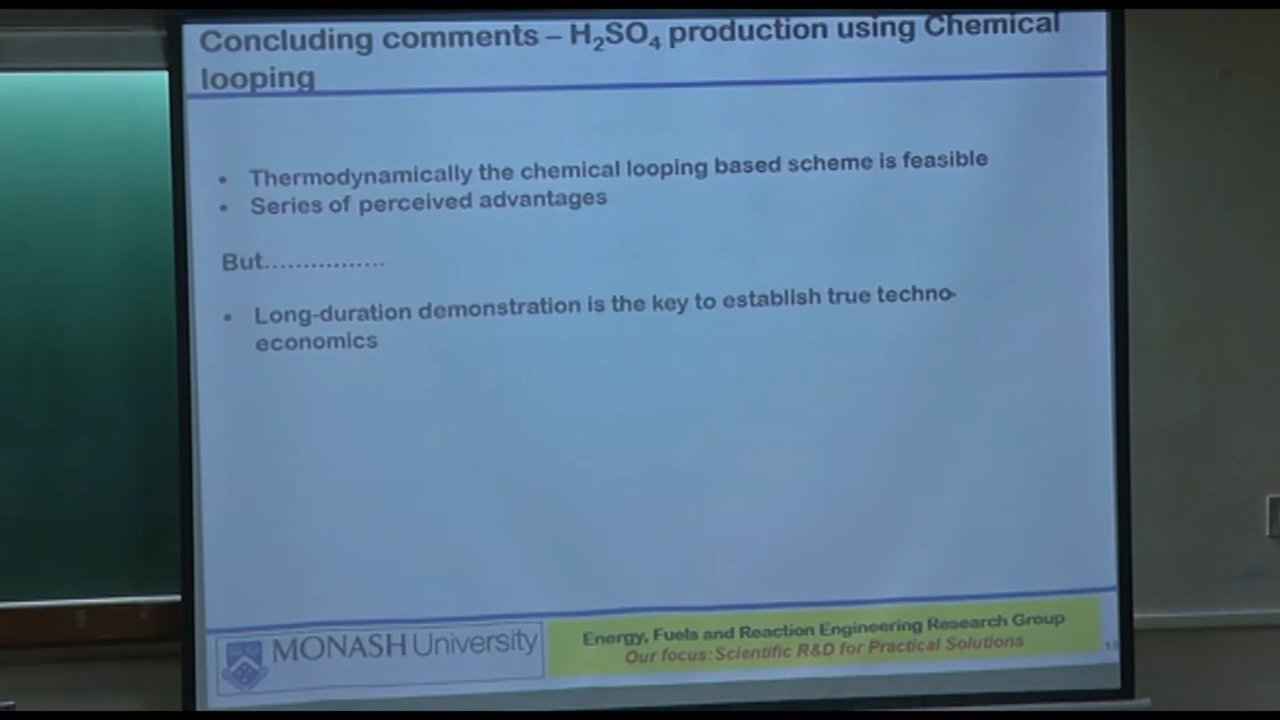 Concluding comments – H₂SO₄ production using Chemical
looping
• Thermodynamically the chemical looping based scheme is feasible
• Series of perceived advantages
But................
• Long-duration demonstration is the key to establish true techno-
economics
MONASH University
Energy, Fuels and Reaction Engineering Research Group
Our focus: Scientific R&D for Practical Solutions